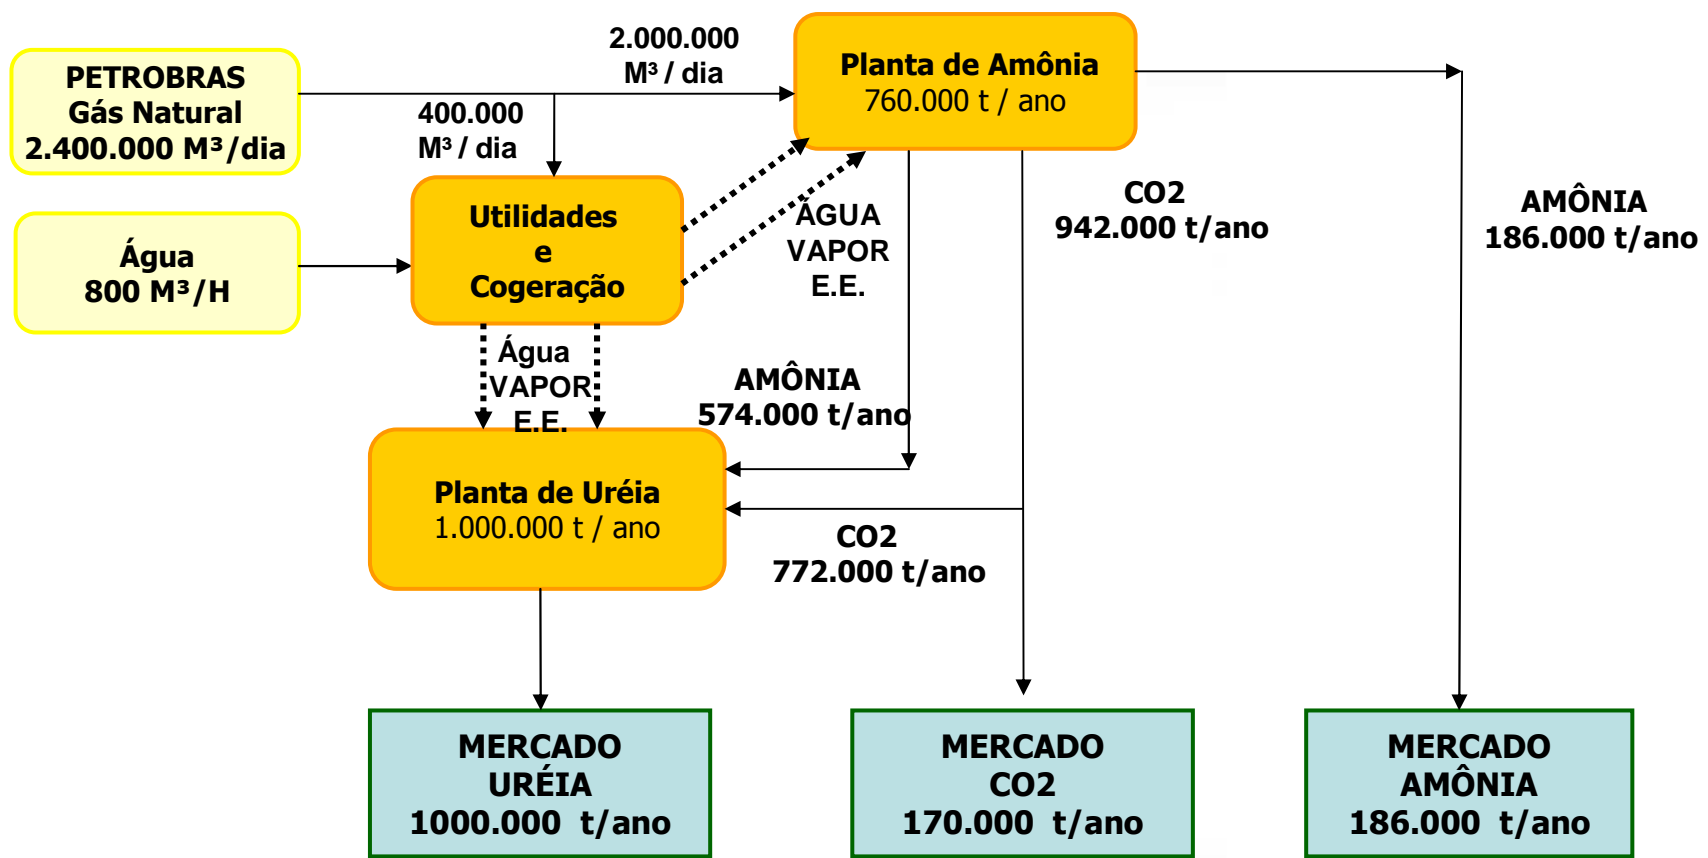 PETROBRAS
Gás Natural
2.400.000 M³/dia
2.000.000
M³ / dia
Planta de Amônia
760.000 t / ano
400.000
M³ / dia
Água
800 M³/H
Utilidades
e
Cogeração
ÁGUA
VAPOR
E.E.
CO2
942.000 t/ano
AMÔNIA
186.000 t/ano
Água
VAPOR
E.E.
AMÔNIA
574.000 t/ano
Planta de Uréia
1.000.000 t / ano
CO2
772.000 t/ano
MERCADO
URÉIA
1000.000 t/ano
MERCADO
CO2
170.000 t/ano
MERCADO
AMÔNIA
186.000 t/ano